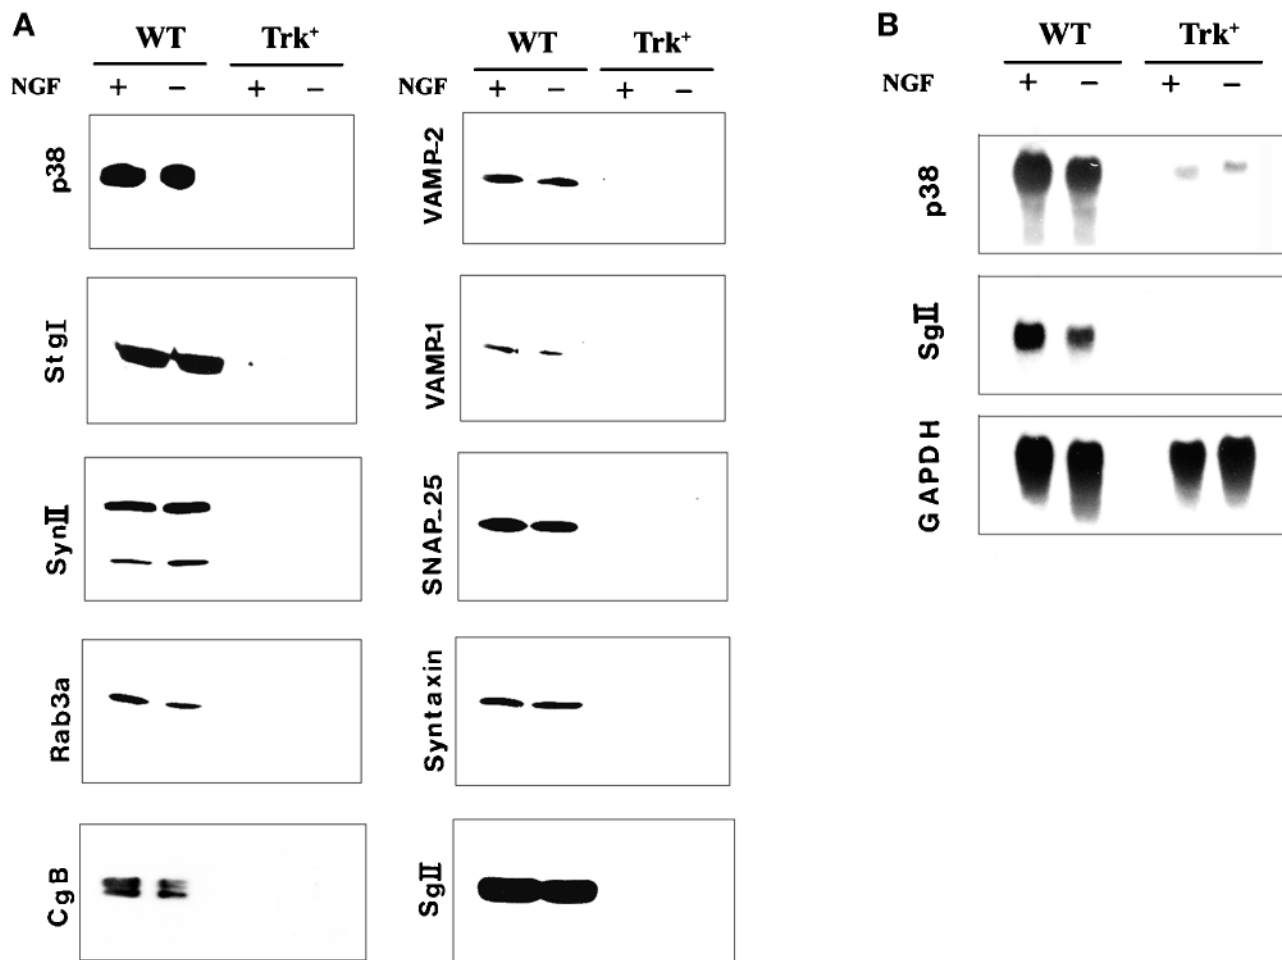 A
WT Trk⁺
NGF + − + −
p38
StgI
SynII
Rab3a
CgB
WT Trk⁺
NGF + − + −
VAMP-2
VAMP-1
SNAP-25
Syntaxin
SgII
B
WT Trk⁺
NGF + − + −
p38
SgII
GAPDH